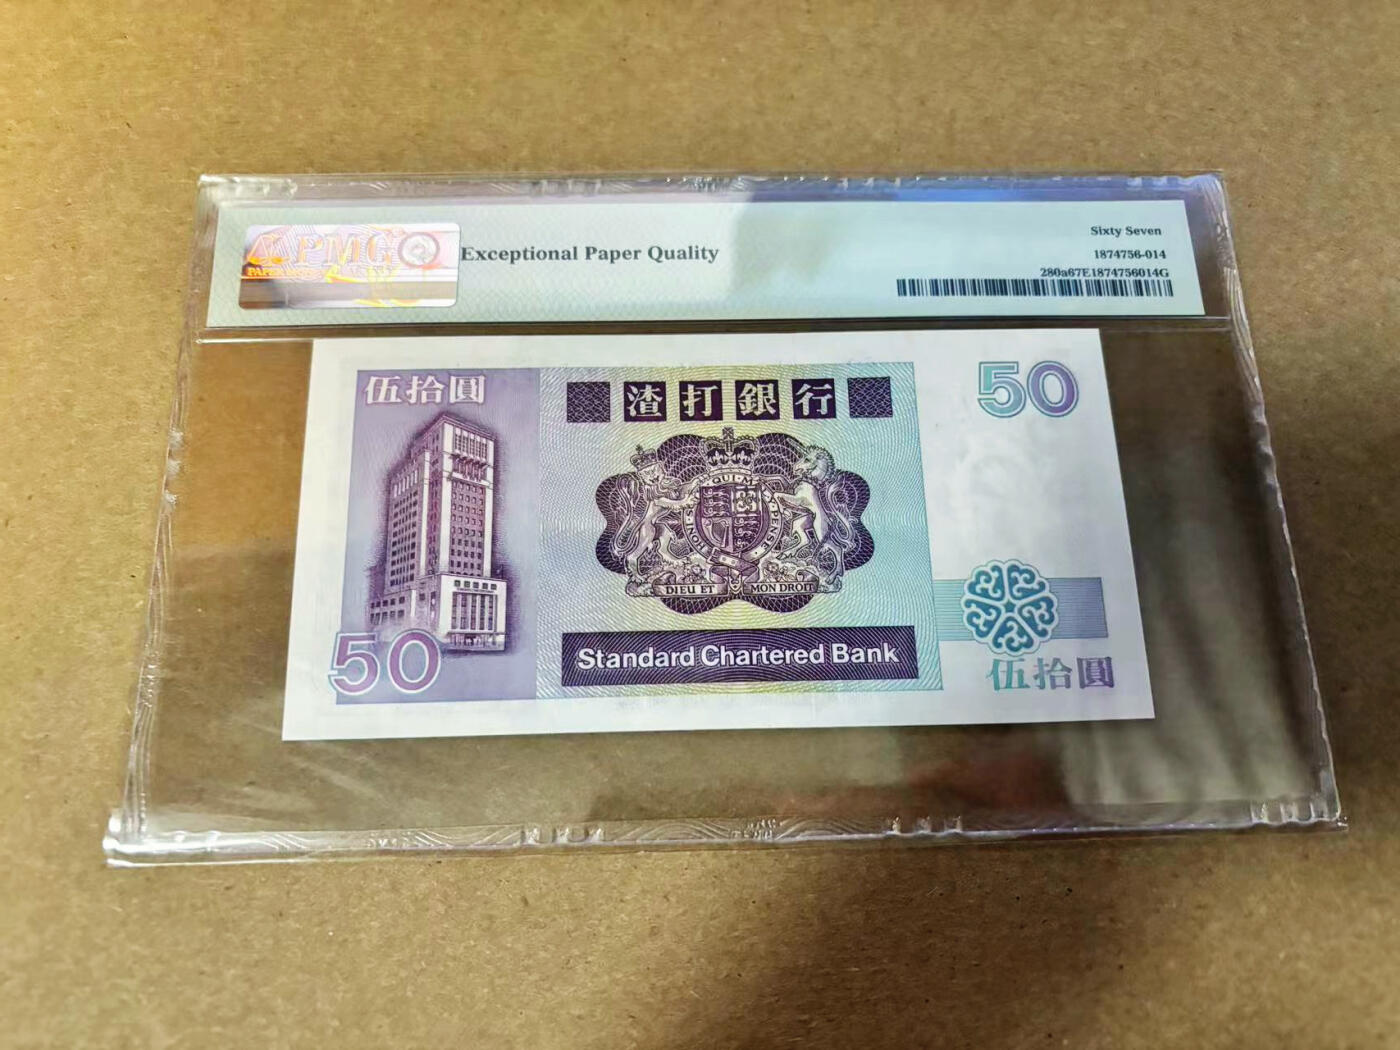 PMG
Exceptional Paper Quality
Sixty Seven
1874756-014
280a67E1874756014G
伍拾圓
渣打銀行
50
DIEU ET MON DROIT
Standard Chartered Bank
50
伍拾圓